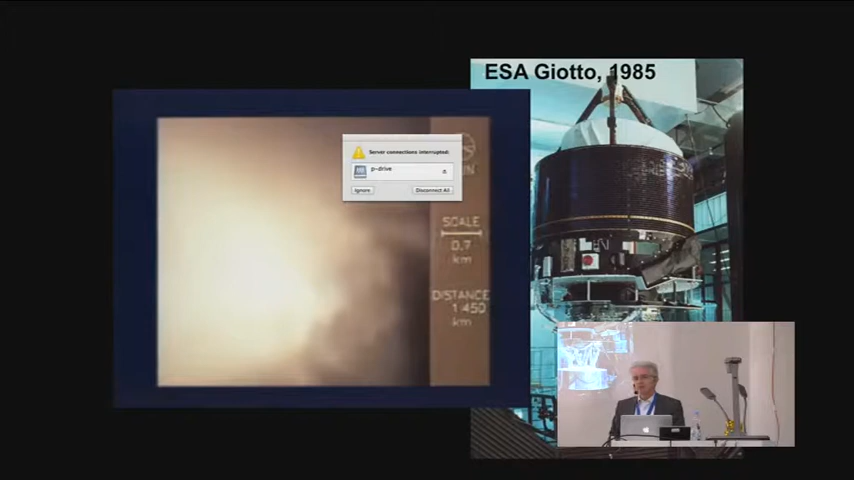 ESA Giotto, 1985
Server connections interrupted:
p-drive
Ignore
Disconnect All
SCALE
0.7
km
DISTANCE
1 450
km